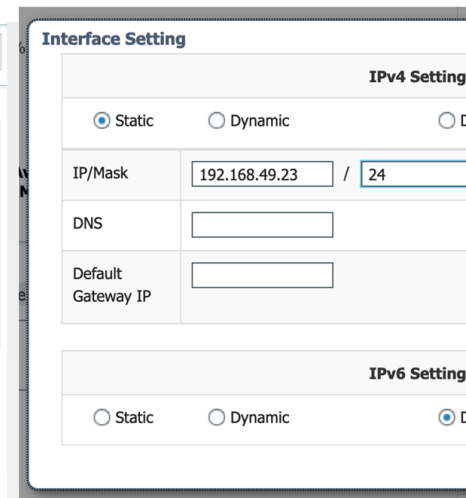 Interface Setting
IPv4 Setting
Static Dynamic
IP/Mask 192.168.49.23 / 24
DNS
Default
Gateway IP
IPv6 Setting
Static Dynamic